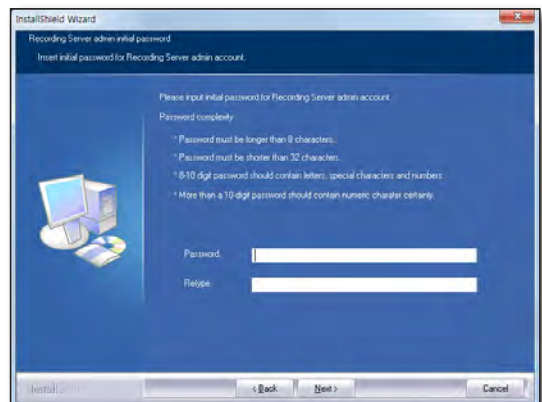 InstallShield Wizard
Recording Server admin initial password
Insert initial password for Recording Server admin account.
Please input initial password for Recording Server admin account
Password complexity
* Password must be longer than 8 characters.
* Password must be shorter than 32 characters.
* 8-10 digit password should contain letters, special characters and numbers.
* More than a 10-digit password should contain numeric charater certainly.
Password
Retype
InstallShield
< Back Next > Cancel